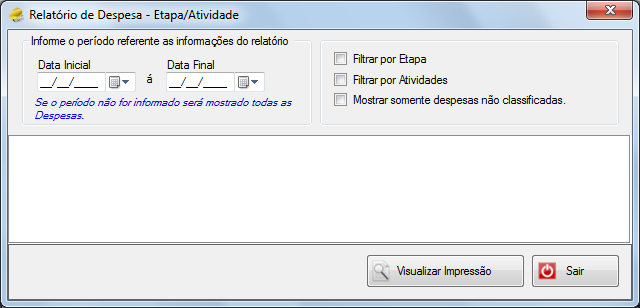 Relatório de Despesa - Etapa/Atividade
Informe o período referente as informações do relatório
Data Inicial
Data Final
__/__/____
á
__/__/____
Se o período não for informado será mostrado todas as
Despesas.
Filtrar por Etapa
Filtrar por Atividades
Mostrar somente despesas não classificadas.
Visualizar Impressão
Sair